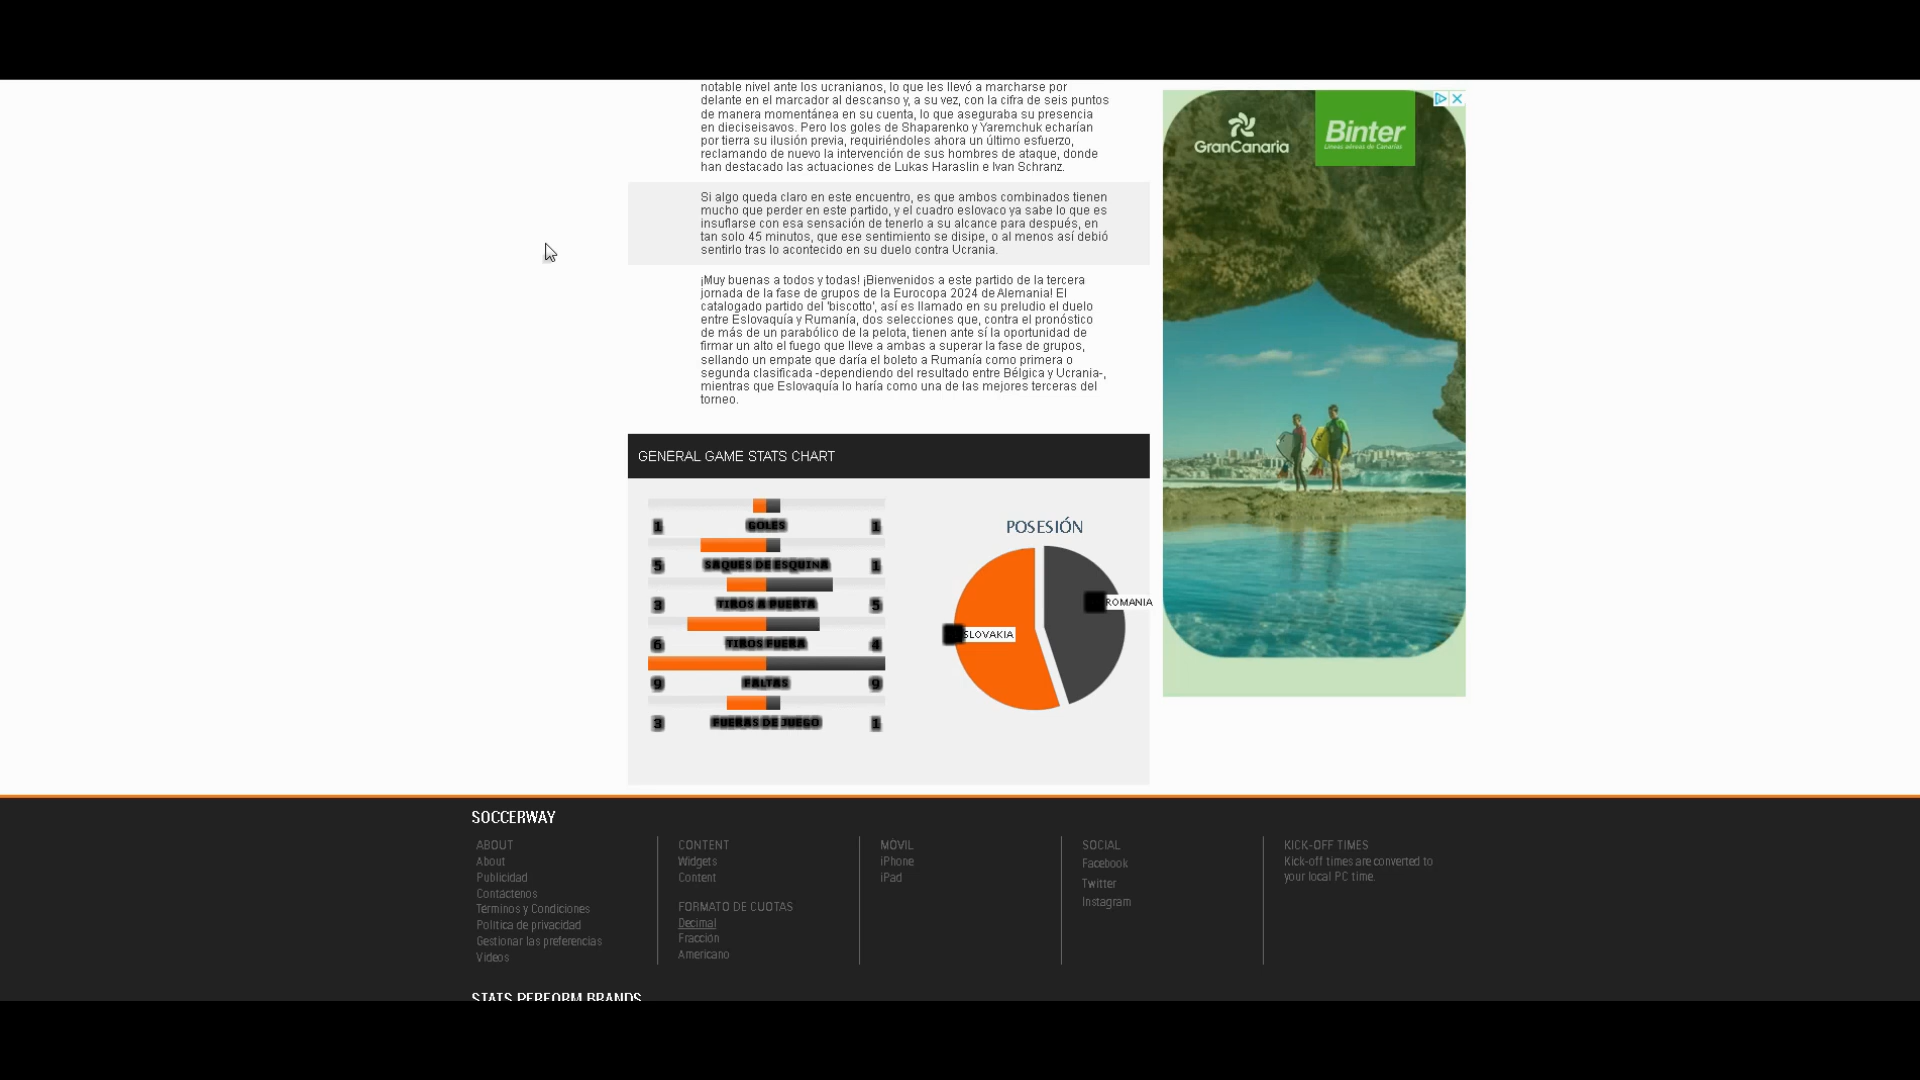 notable nivel ante los ucranianos, lo que les llevó a marcharse por
delante en el marcador al descanso y, a su vez, con la cifra de seis puntos
de manera momentánea en su cuenta, lo que aseguraba su presencia
en dieciseisavos. Pero los goles de Shaparenko y Yaremchuk echarían
por tierra su ilusión previa, requiriéndoles ahora un último esfuerzo,
reclamando de nuevo la intervención de sus hombres de ataque, donde
han destacado las actuaciones de Lukas Haraslin e Ivan Schranz.
Si algo queda claro en este encuentro, es que ambos combinados tienen
mucho que perder en este partido, y el cuadro eslovaco ya sabe lo que es
insuflarse con esa sensación de tenerlo a su alcance para después, en
tan solo 45 minutos, que ese sentimiento se disipe, o al menos así debió
sentirlo tras lo acontecido en su duelo contra Ucrania.
¡Muy buenas a todos y todas! ¡Bienvenidos a este partido de la tercera
jornada de la fase de grupos de la Eurocopa 2024 de Alemania! El
catalogado partido del 'biscotto', así es llamado en su preludio el duelo
entre Eslovaquía y Rumanía, dos selecciones que, contra el pronóstico
de más de un parabólico de la pelota, tienen ante sí la oportunidad de
firmar un alto el fuego que lleve a ambas a superar la fase de grupos,
sellando un empate que daría el boleto a Rumanía como primera o
segunda clasificada -dependiendo del resultado entre Bélgica y Ucrania-,
mientras que Eslovaquía lo haría como una de las mejores terceras del
torneo.
GranCanaria
Binter
Líneas aéreas de Canarias
GENERAL GAME STATS CHART
1 GOLES 1
5 SAQUES DE ESQUINA 1
3 TIROS A PUERTA 5
6 TIROS FUERA 4
9 FALTAS 9
3 FUERAS DE JUEGO 1
POSESIÓN
ROMANIA
SLOVAKIA
SOCCERWAY
ABOUT
About
Publicidad
Contáctenos
Términos y Condiciones
Política de privacidad
Gestionar las preferencias
Videos
CONTENT
Widgets
Content
FORMATO DE CUOTAS
Decimal
Fracción
Americano
MÓVIL
iPhone
iPad
SOCIAL
Facebook
Twitter
Instagram
KICK-OFF TIMES
Kick-off times are converted to
your local PC time.
STATS PERFORM BRANDS